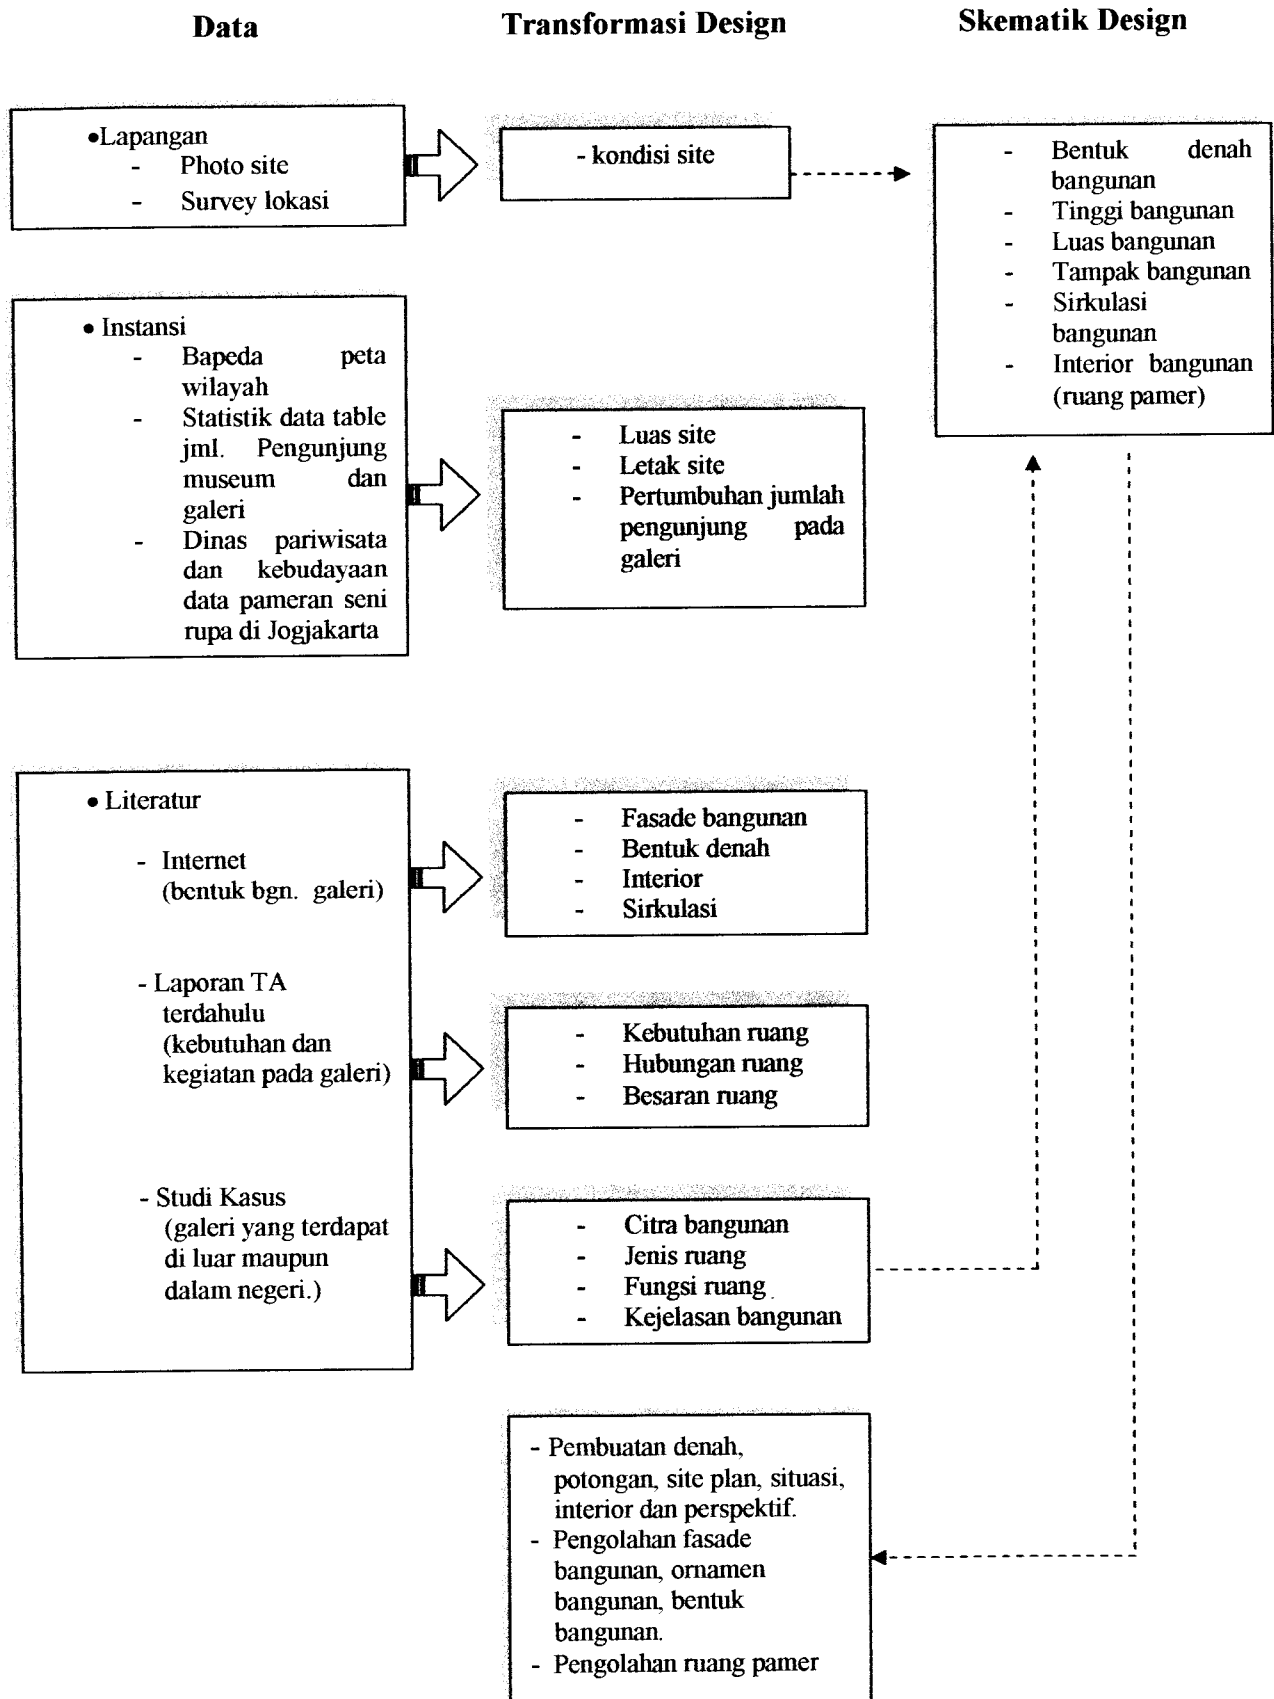 Data
Transformasi Design
Skematik Design
•Lapangan
- Photo site
- Survey lokasi
- kondisi site
- Bentuk denah
bangunan
- Tinggi bangunan
- Luas bangunan
- Tampak bangunan
- Sirkulasi
bangunan
- Interior bangunan
(ruang pamer)
• Instansi
- Bapeda peta
wilayah
- Statistik data table
jml. Pengunjung
museum dan
galeri
- Dinas pariwisata
dan kebudayaan
data pameran seni
rupa di Jogjakarta
- Luas site
- Letak site
- Pertumbuhan jumlah
pengunjung pada
galeri
• Literatur
- Internet
(bentuk bgn. galeri)
- Laporan TA
terdahulu
(kebutuhan dan
kegiatan pada galeri)
- Studi Kasus
(galeri yang terdapat
di luar maupun
dalam negeri.)
- Fasade bangunan
- Bentuk denah
- Interior
- Sirkulasi
- Kebutuhan ruang
- Hubungan ruang
- Besaran ruang
- Citra bangunan
- Jenis ruang
- Fungsi ruang
- Kejelasan bangunan
- Pembuatan denah,
potongan, site plan, situasi,
interior dan perspektif.
- Pengolahan fasade
bangunan, ornamen
bangunan, bentuk
bangunan.
- Pengolahan ruang pamer